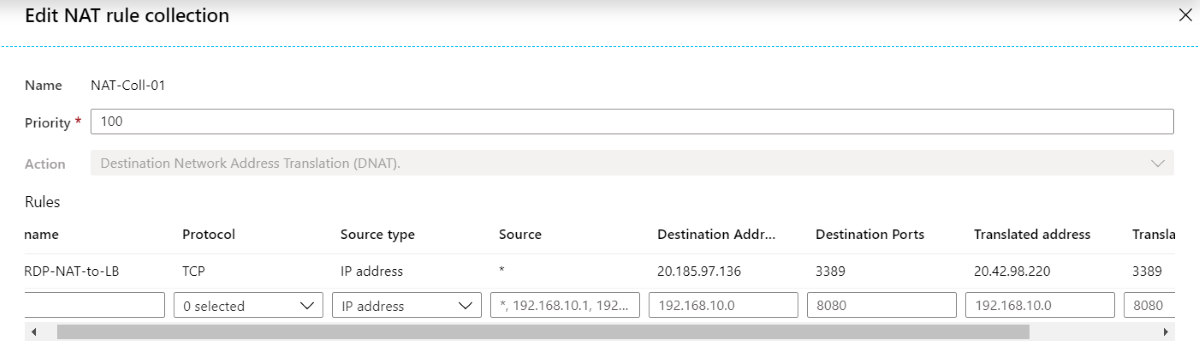 Edit NAT rule collection
Name NAT-Coll-01
Priority * 100
Action Destination Network Address Translation (DNAT).
Rules
name Protocol Source type Source Destination Addr... Destination Ports Translated address Transla
RDP-NAT-to-LB TCP IP address * 20.185.97.136 3389 20.42.98.220 3389
0 selected IP address *, 192.168.10.1, 192... 192.168.10.0 8080 192.168.10.0 8080